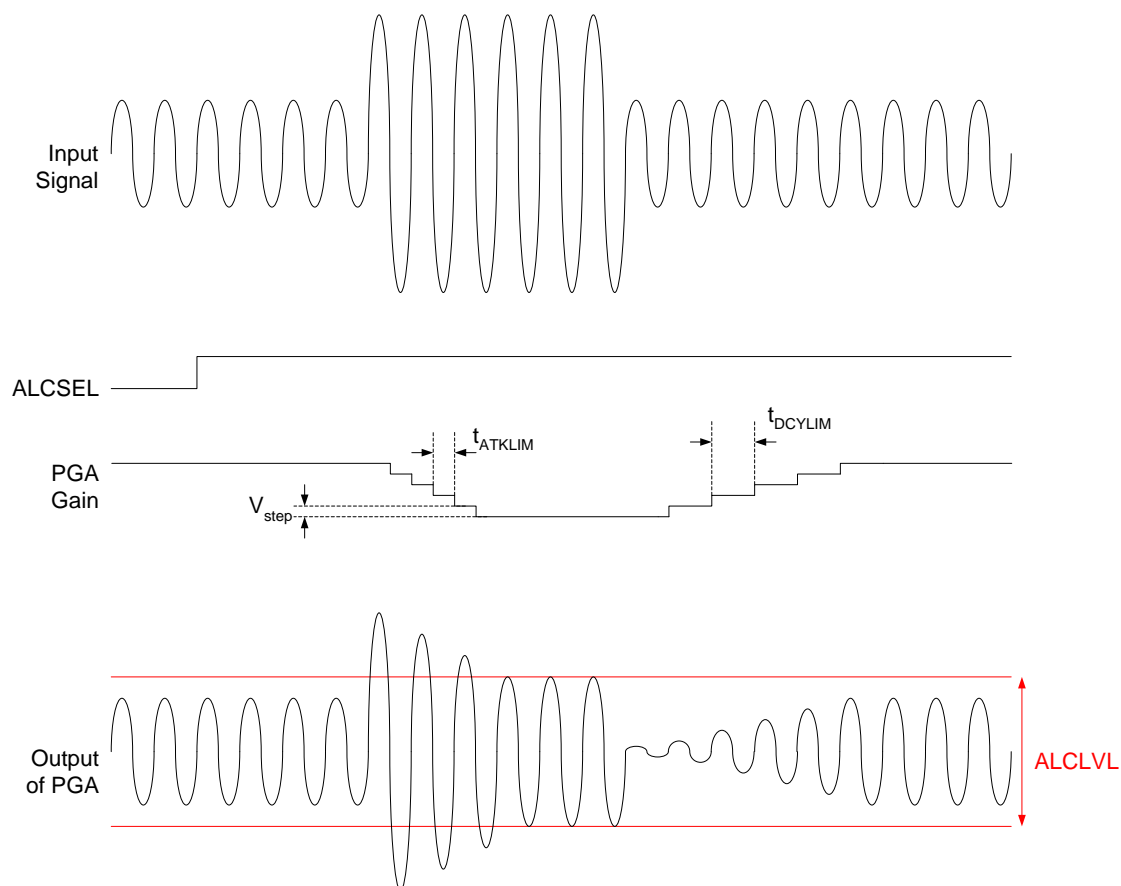 Input
Signal
ALCSEL
tATKLIM
tDCYLIM
PGA
Gain
Vstep
Output
of PGA
ALCLVL